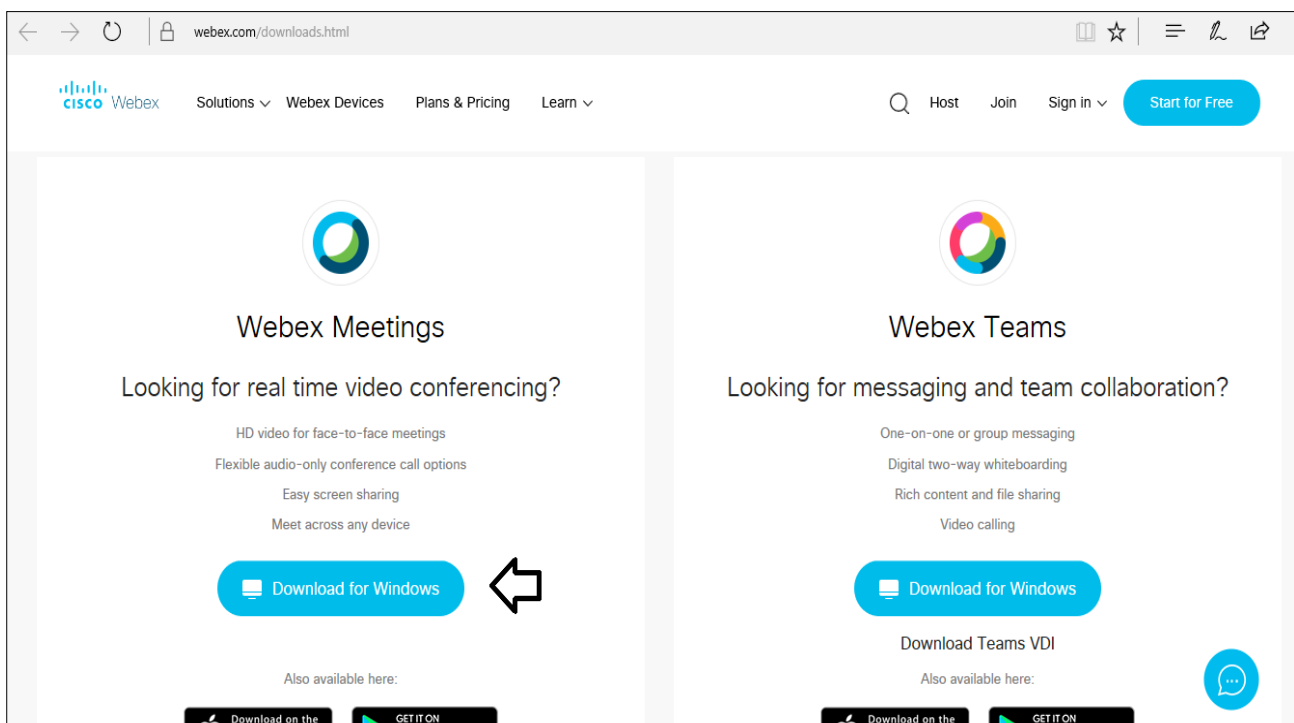 webex.com/downloads.html
cisco Webex Solutions Webex Devices Plans & Pricing Learn Host Join Sign in Start for Free
Webex Meetings
Looking for real time video conferencing?
HD video for face-to-face meetings
Flexible audio-only conference call options
Easy screen sharing
Meet across any device
Download for Windows
Also available here:
Download on the
GET IT ON
Webex Teams
Looking for messaging and team collaboration?
One-on-one or group messaging
Digital two-way whiteboarding
Rich content and file sharing
Video calling
Download for Windows
Download Teams VDI
Also available here:
Download on the
GET IT ON